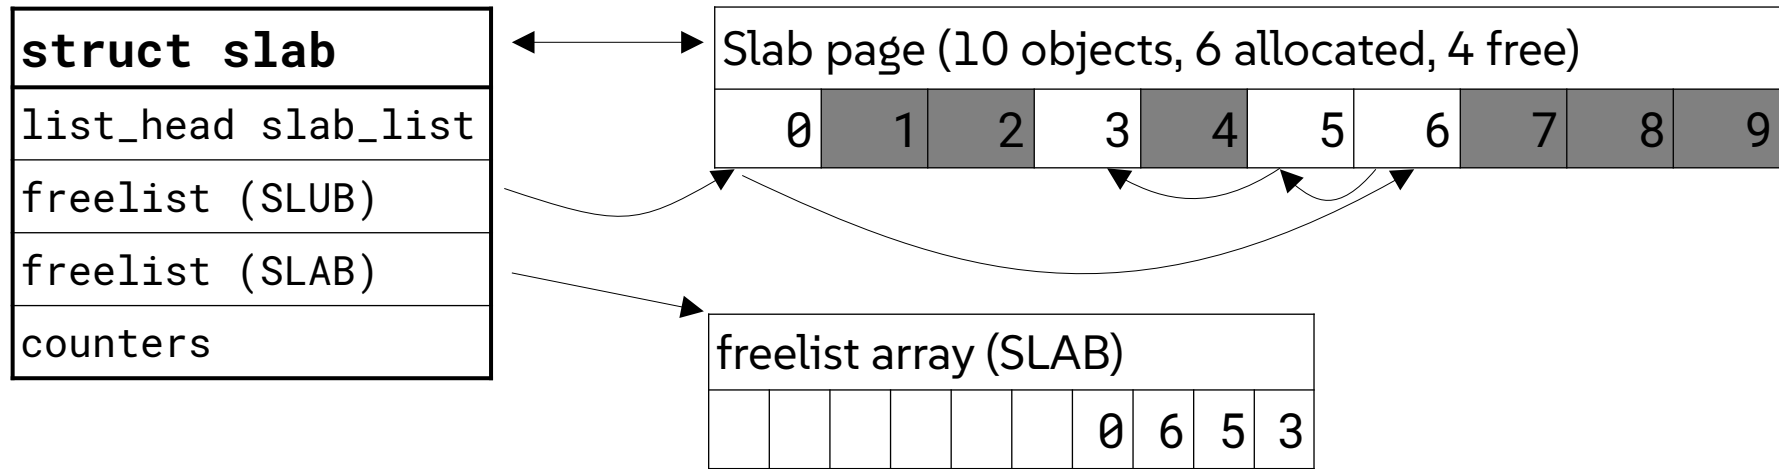 struct slab
list_head slab_list
freelist (SLUB)
freelist (SLAB)
counters
Slab page (10 objects, 6 allocated, 4 free)
0 1 2 3 4 5 6 7 8 9
freelist array (SLAB)
0 6 5 3